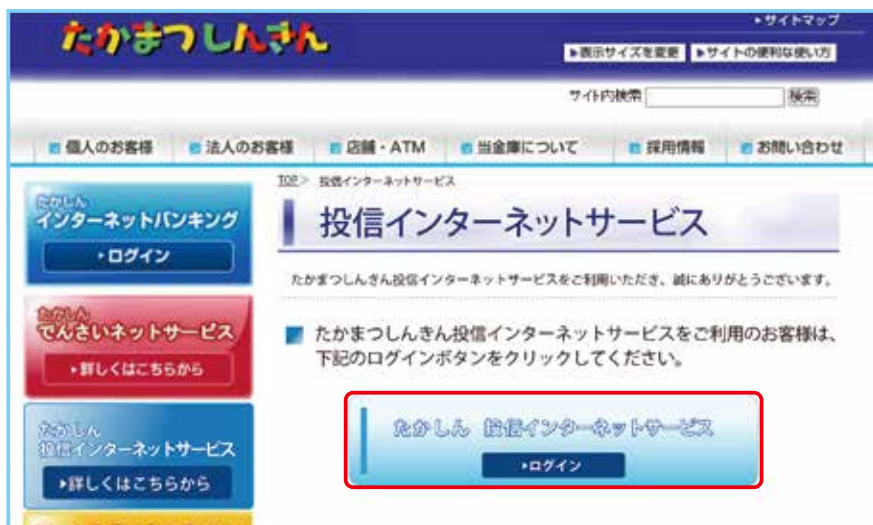 たかまつしんきん
▸サイトマップ
▶表示サイズを変更 ▶サイトの便利な使い方
サイト内検索 検索
個人のお客様 法人のお客様 店舗・ATM 当金庫について 採用情報 お問い合わせ
TOP> 投信インターネットサービス
たかしん
インターネットバンキング
・ログイン
投信インターネットサービス
たかまつしんきん投信インターネットサービスをご利用いただき、誠にありがとうございます。
たかしん
でんさいネットサービス
▸詳しくはこちらから
たかまつしんきん投信インターネットサービスをご利用のお客様は、
下記のログインボタンをクリックしてください。
たかしん
投信インターネットサービス
▸詳しくはこちらから
たかしん 投信インターネットサービス
▸ログイン